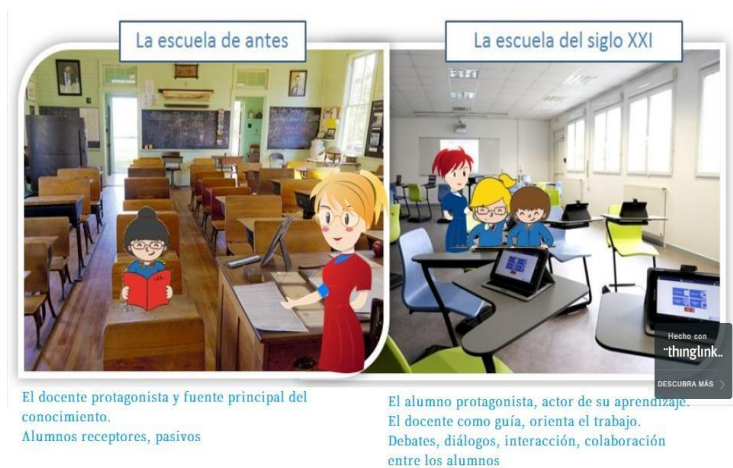 La escuela de antes
La escuela del siglo XXI
El docente protagonista y fuente principal del
conocimiento.
Alumnos receptores, pasivos
El alumno protagonista, actor de su aprendizaje.
El docente como guía, orienta el trabajo.
Debates, diálogos, interacción, colaboración
entre los alumnos
Hecho con
"thinglink..
DESCUBRA MÁS